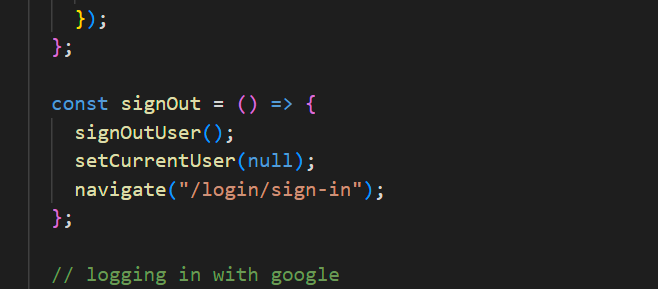 });
};
const signOut = () => {
signOutUser();
setCurrentUser(null);
navigate("/login/sign-in");
};
// logging in with google